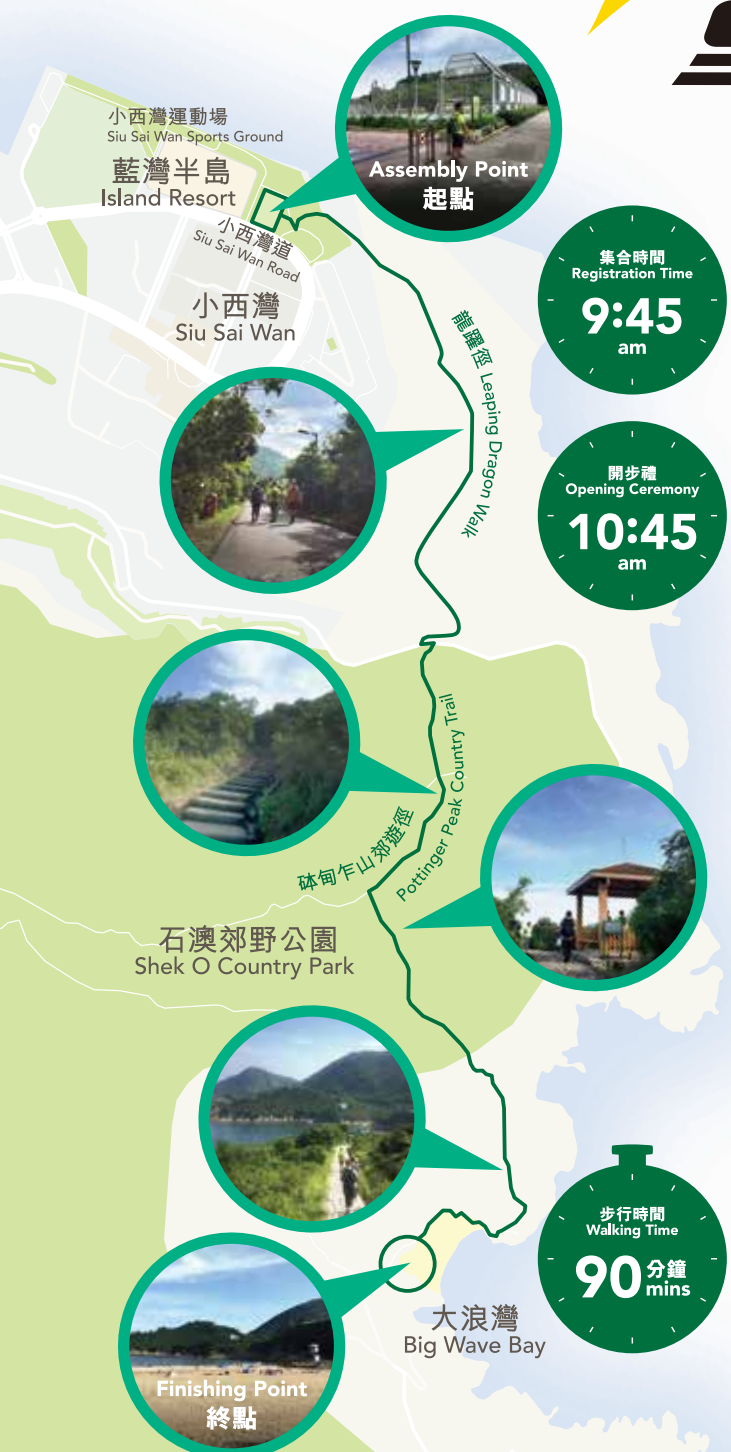 小西灣運動場
Siu Sai Wan Sports Ground
藍灣半島
Island Resort
小西灣道
Siu Sai Wan Road
小西灣
Siu Sai Wan
Assembly Point
起點
集合時間
Registration Time
9:45
am
龍躍徑 Leaping Dragon Walk
開步禮
Opening Ceremony
10:45
am
砵甸乍山郊遊徑
Pottinger Peak Country Trail
石澳郊野公園
Shek O Country Park
步行時間
Walking Time
90 分鐘
mins
大浪灣
Big Wave Bay
Finishing Point
終點